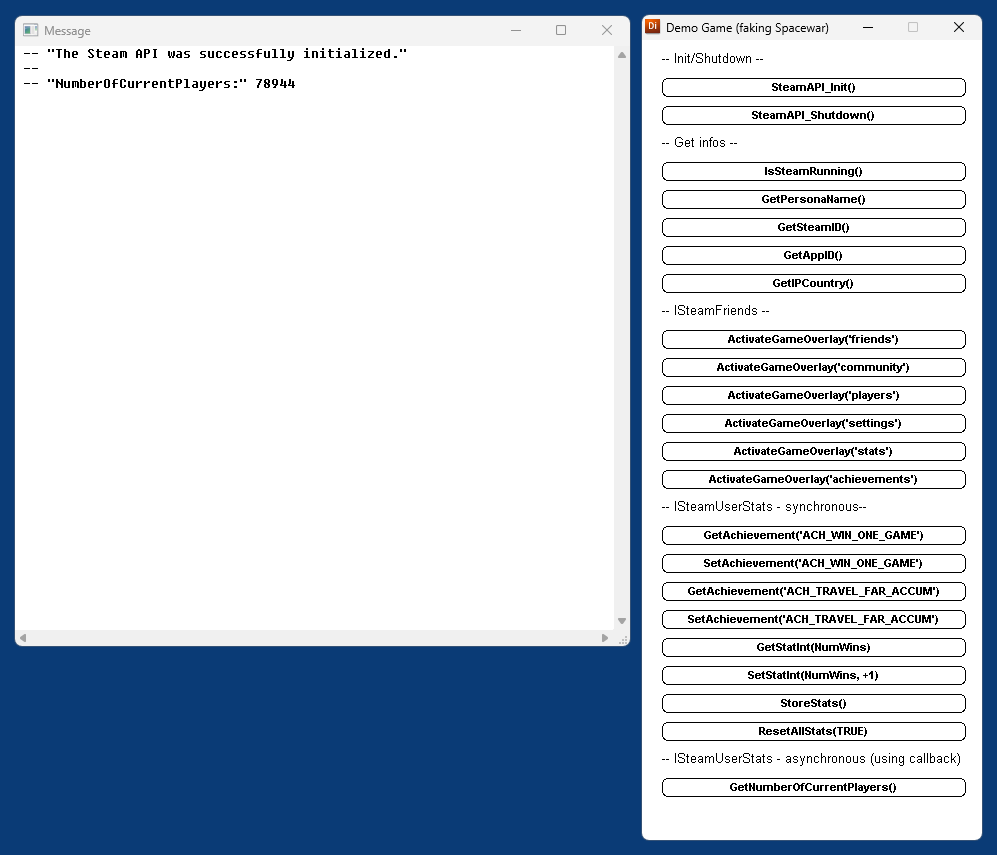 Message
-- "The Steam API was successfully initialized."
--
-- "NumberOfCurrentPlayers:" 78944
Di Demo Game (faking Spacewar)
-- Init/Shutdown --
SteamAPI_Init()
SteamAPI_Shutdown()
-- Get infos --
IsSteamRunning()
GetPersonaName()
GetSteamID()
GetAppID()
GetIPCountry()
-- ISteamFriends --
ActivateGameOverlay('friends')
ActivateGameOverlay('community')
ActivateGameOverlay('players')
ActivateGameOverlay('settings')
ActivateGameOverlay('stats')
ActivateGameOverlay('achievements')
-- ISteamUserStats - synchronous--
GetAchievement('ACH_WIN_ONE_GAME')
SetAchievement('ACH_WIN_ONE_GAME')
GetAchievement('ACH_TRAVEL_FAR_ACCUM')
SetAchievement('ACH_TRAVEL_FAR_ACCUM')
GetStatInt(NumWins)
SetStatInt(NumWins, +1)
StoreStats()
ResetAllStats(TRUE)
-- ISteamUserStats - asynchronous (using callback)
GetNumberOfCurrentPlayers()